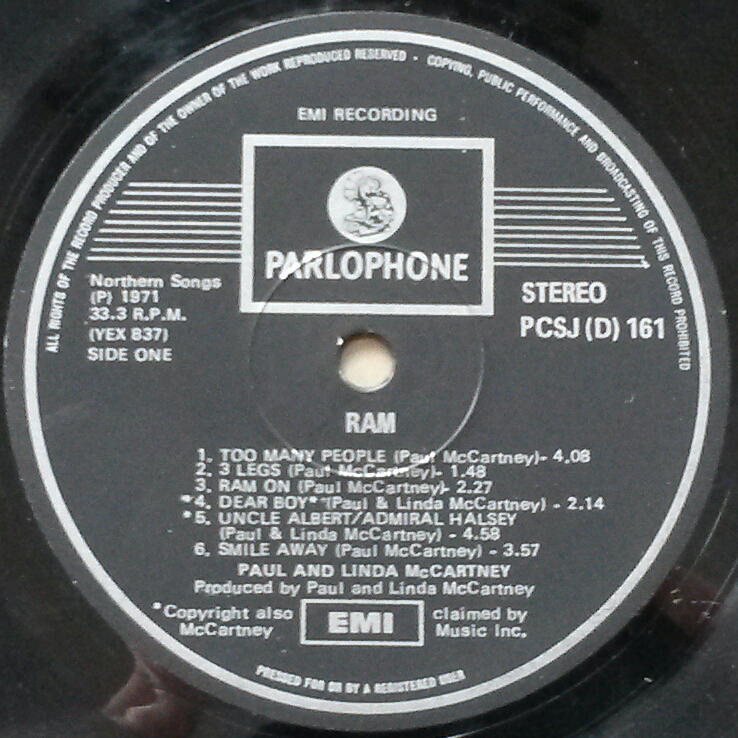 ALL RIGHTS OF THE RECORD PRODUCER AND OF THE OWNER OF THE WORK REPRODUCED RESERVED · COPYING, PUBLIC PERFORMANCE AND BROADCASTING OF THIS RECORD PROHIBITED
EMI RECORDING
PARLOPHONE
Northern Songs
(P) 1971
33.3 R.P.M.
(YEX 837)
SIDE ONE
STEREO
PCSJ (D) 161
RAM
1. TOO MANY PEOPLE (Paul McCartney)- 4.08
2. 3 LEGS (Paul McCartney)- 1.48
3. RAM ON (Paul McCartney)- 2.27
*4. DEAR BOY* (Paul & Linda McCartney) - 2.14
*5. UNCLE ALBERT/ADMIRAL HALSEY
(Paul & Linda McCartney) - 4.58
6. SMILE AWAY (Paul McCartney) - 3.57
PAUL AND LINDA McCARTNEY
Produced by Paul and Linda McCartney
*Copyright also claimed by
McCartney Music Inc.
EMI
PRESSED FOR OR BY A REGISTERED USER